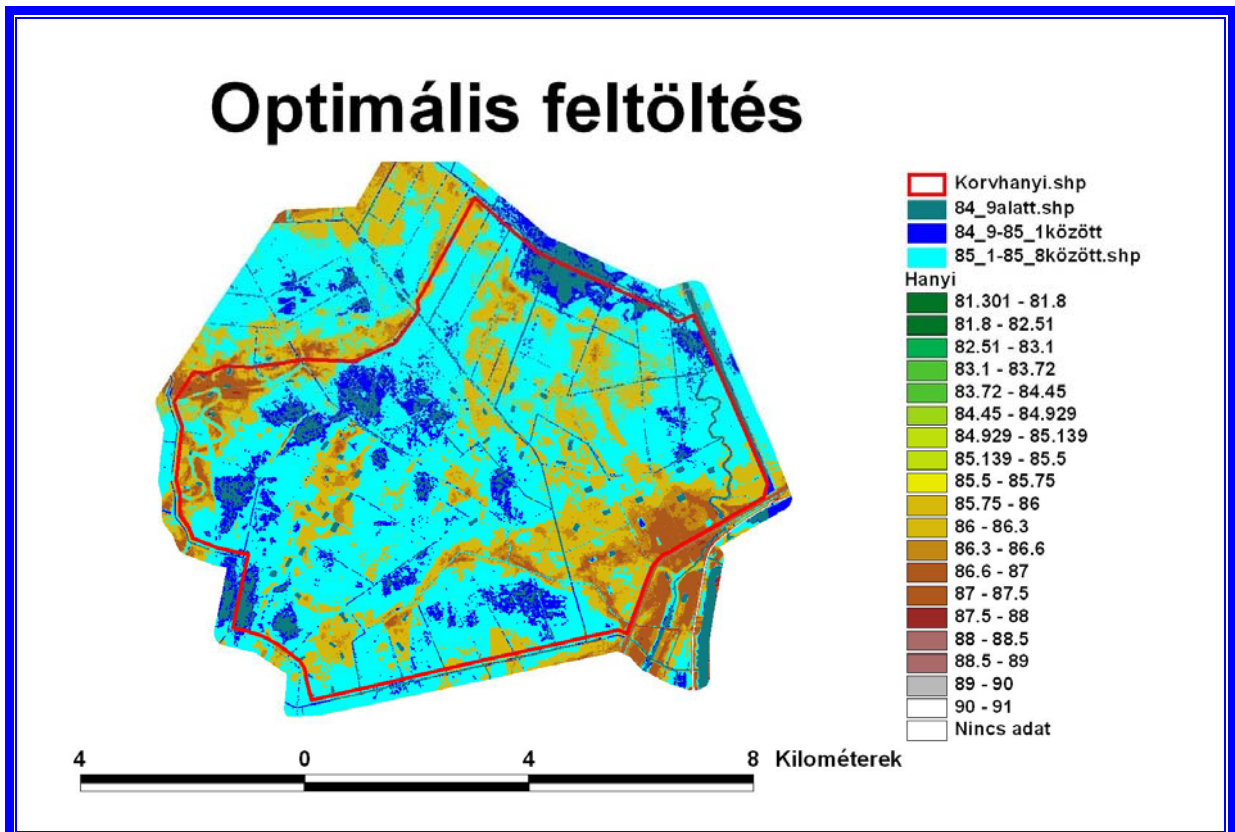 Optimális feltöltés
Korvhanyi.shp
84_9alatt.shp
84_9-85_1között
85_1-85_8között.shp
Hanyi
81.301 - 81.8
81.8 - 82.51
82.51 - 83.1
83.1 - 83.72
83.72 - 84.45
84.45 - 84.929
84.929 - 85.139
85.139 - 85.5
85.5 - 85.75
85.75 - 86
86 - 86.3
86.3 - 86.6
86.6 - 87
87 - 87.5
87.5 - 88
88 - 88.5
88.5 - 89
89 - 90
90 - 91
Nincs adat
4 0 4 8 Kilométerek